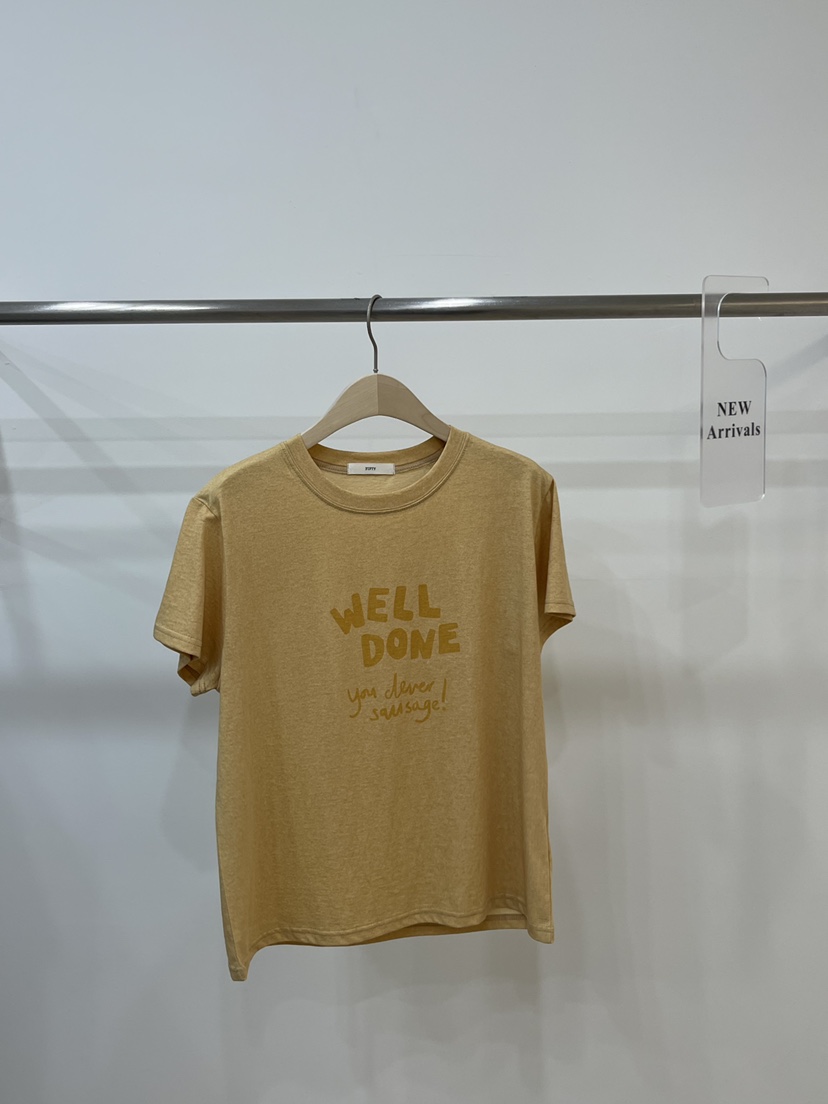 NEW
Arrivals
WELL
DONE
you clever
sausage!